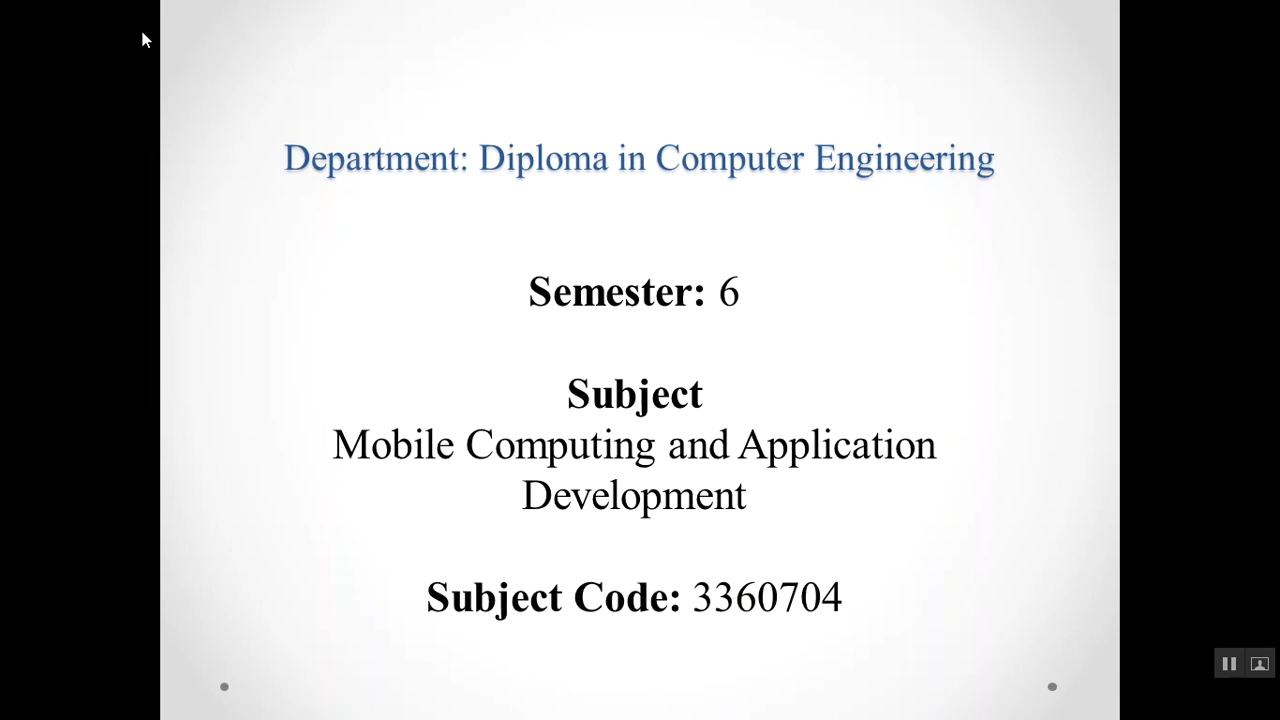 Department: Diploma in Computer Engineering
Semester: 6
Subject
Mobile Computing and Application
Development
Subject Code: 3360704